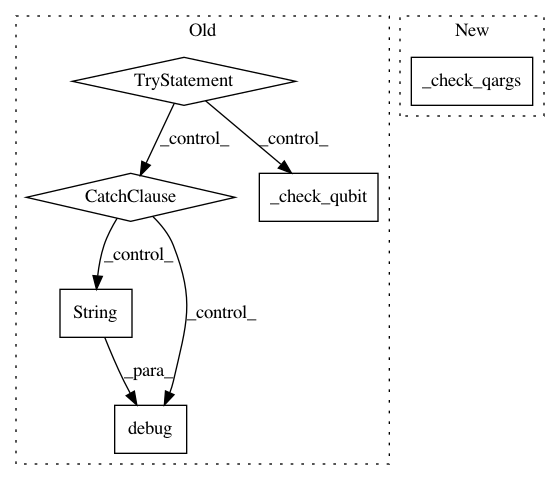 Old
New
TryStatement
_check_qargs
_control_
_control_
CatchClause
_check_qubit
_control_
String
_control_
_para_
debug